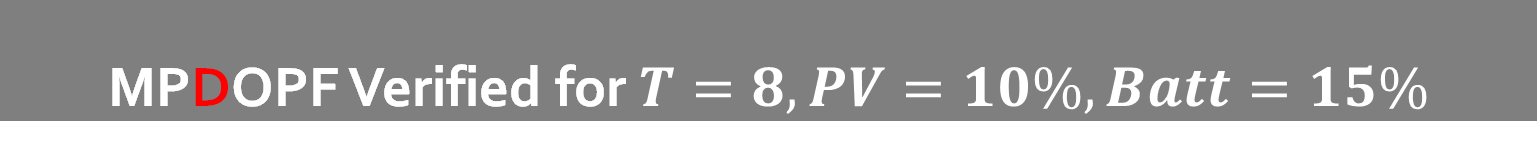 MPDOPF Verified for T = 8, PV = 10%, Batt = 15%